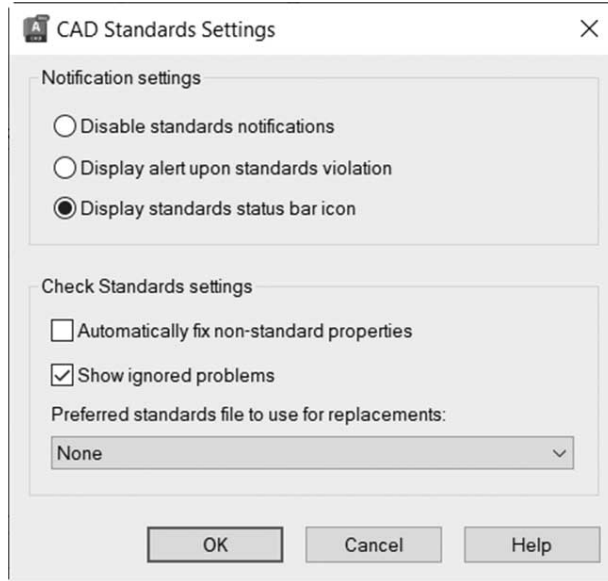 CAD Standards Settings
Notification settings
Disable standards notifications
Display alert upon standards violation
Display standards status bar icon
Check Standards settings
Automatically fix non-standard properties
Show ignored problems
Preferred standards file to use for replacements:
None
OK Cancel Help